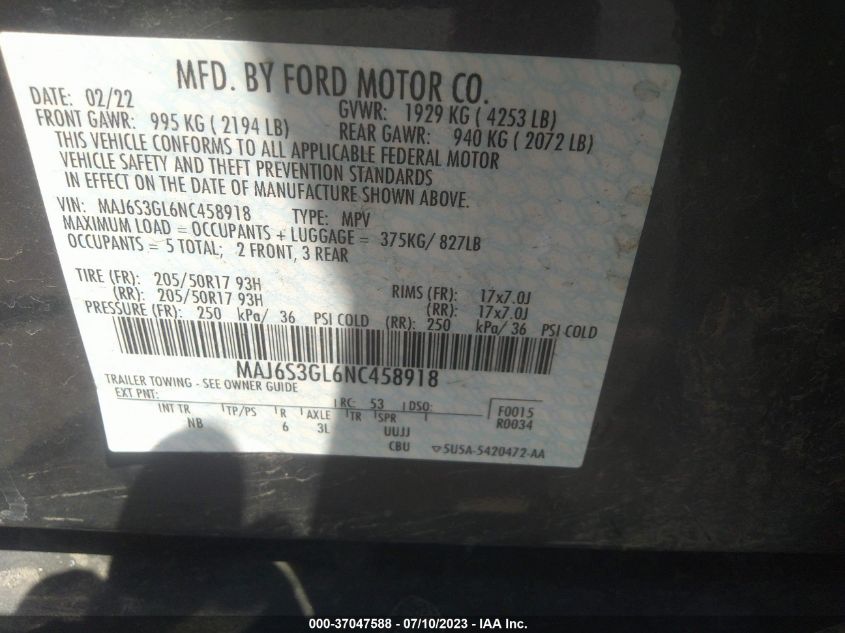 MFD. BY FORD MOTOR CO.
DATE: 02/22 GVWR: 1929 KG ( 4253 LB)
FRONT GAWR: 995 KG ( 2194 LB) REAR GAWR: 940 KG ( 2072 LB)
THIS VEHICLE CONFORMS TO ALL APPLICABLE FEDERAL MOTOR
VEHICLE SAFETY AND THEFT PREVENTION STANDARDS
IN EFFECT ON THE DATE OF MANUFACTURE SHOWN ABOVE.
VIN: MAJ6S3GL6NC458918 TYPE: MPV
MAXIMUM LOAD = OCCUPANTS + LUGGAGE = 375KG/ 827LB
OCCUPANTS = 5 TOTAL; 2 FRONT, 3 REAR
TIRE (FR): 205/50R17 93H RIMS (FR): 17x7.0J
(RR): 205/50R17 93H (RR): 17x7.0J
PRESSURE (FR): 250 kPa/ 36 PSI COLD (RR): 250 kPa/ 36 PSI COLD
MAJ6S3GL6NC458918
TRAILER TOWING - SEE OWNER GUIDE
EXT PNT: RC: 53 DSO: F0015
INT TR TP/PS R AXLE TR SPR R0034
NB 6 3L UUJJ
CBU ▽5U5A-5420472-AA
000-37047588 - 07/10/2023 - IAA Inc.